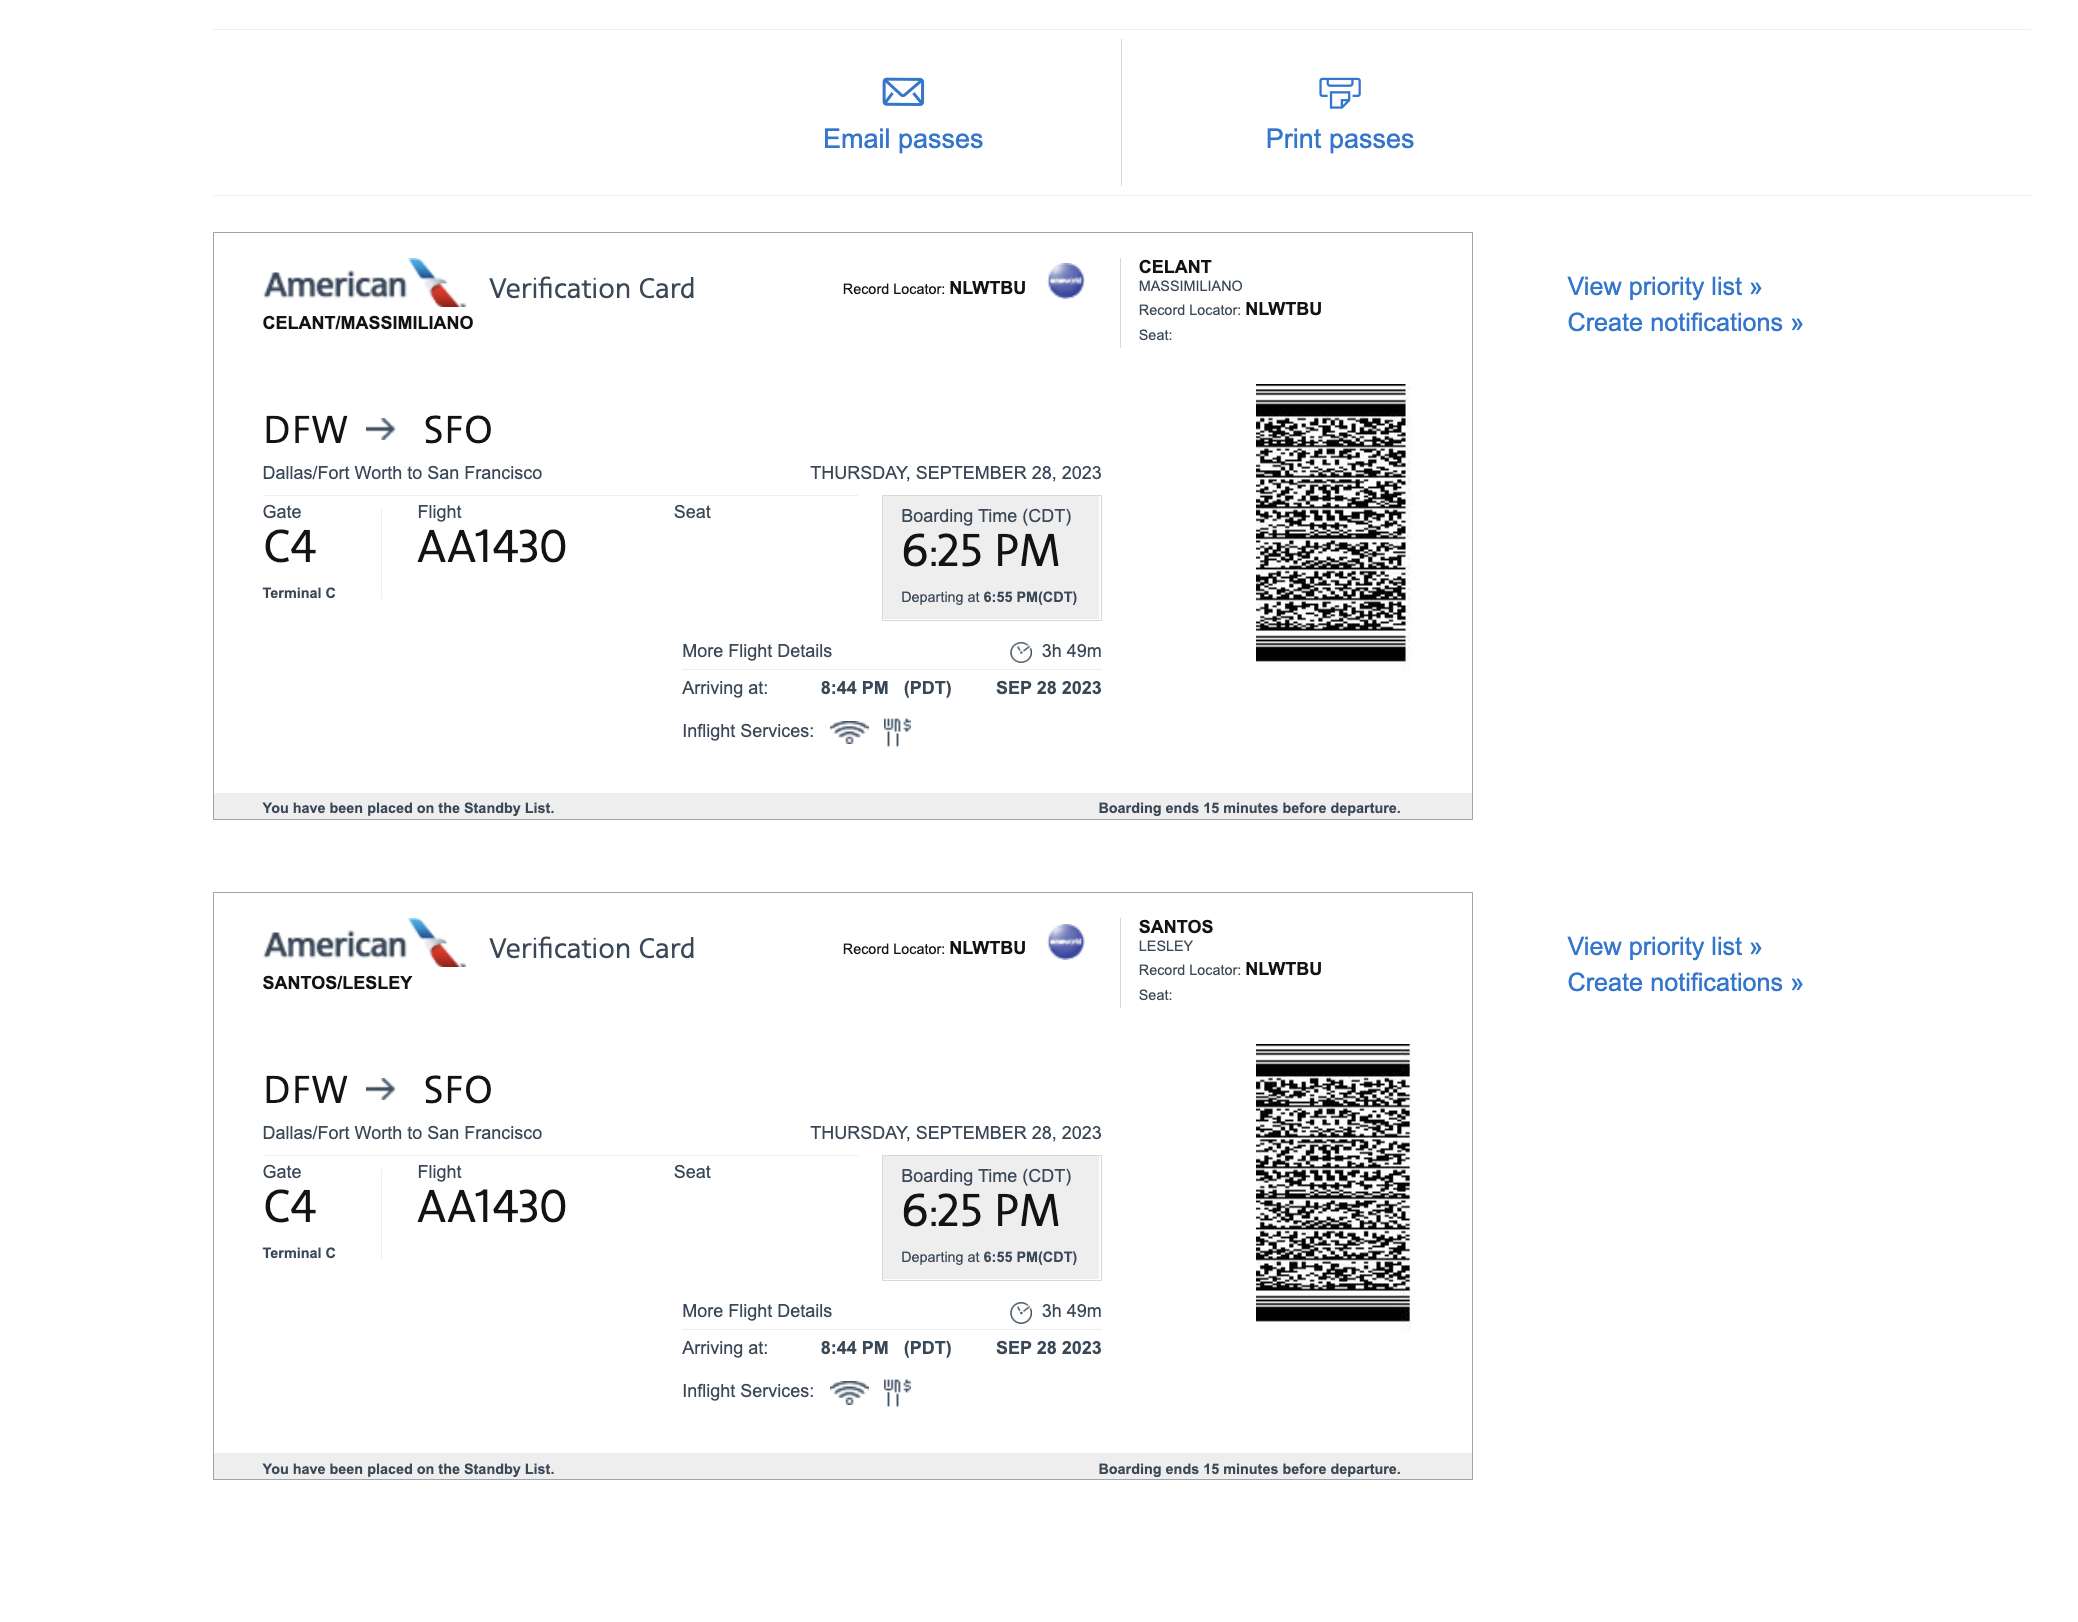 Email passes
Print passes
American Verification Card
Record Locator: NLWTBU
CELANT/MASSIMILIANO
CELANT
MASSIMILIANO
Record Locator: NLWTBU
Seat:
View priority list »
Create notifications »
DFW → SFO
Dallas/Fort Worth to San Francisco
THURSDAY, SEPTEMBER 28, 2023
Gate
C4
Terminal C
Flight
AA1430
Seat
Boarding Time (CDT)
6:25 PM
Departing at 6:55 PM(CDT)
More Flight Details 3h 49m
Arriving at: 8:44 PM (PDT) SEP 28 2023
Inflight Services: $
You have been placed on the Standby List.
Boarding ends 15 minutes before departure.
American Verification Card
Record Locator: NLWTBU
SANTOS/LESLEY
SANTOS
LESLEY
Record Locator: NLWTBU
Seat:
View priority list »
Create notifications »
DFW → SFO
Dallas/Fort Worth to San Francisco
THURSDAY, SEPTEMBER 28, 2023
Gate
C4
Terminal C
Flight
AA1430
Seat
Boarding Time (CDT)
6:25 PM
Departing at 6:55 PM(CDT)
More Flight Details 3h 49m
Arriving at: 8:44 PM (PDT) SEP 28 2023
Inflight Services: $
You have been placed on the Standby List.
Boarding ends 15 minutes before departure.